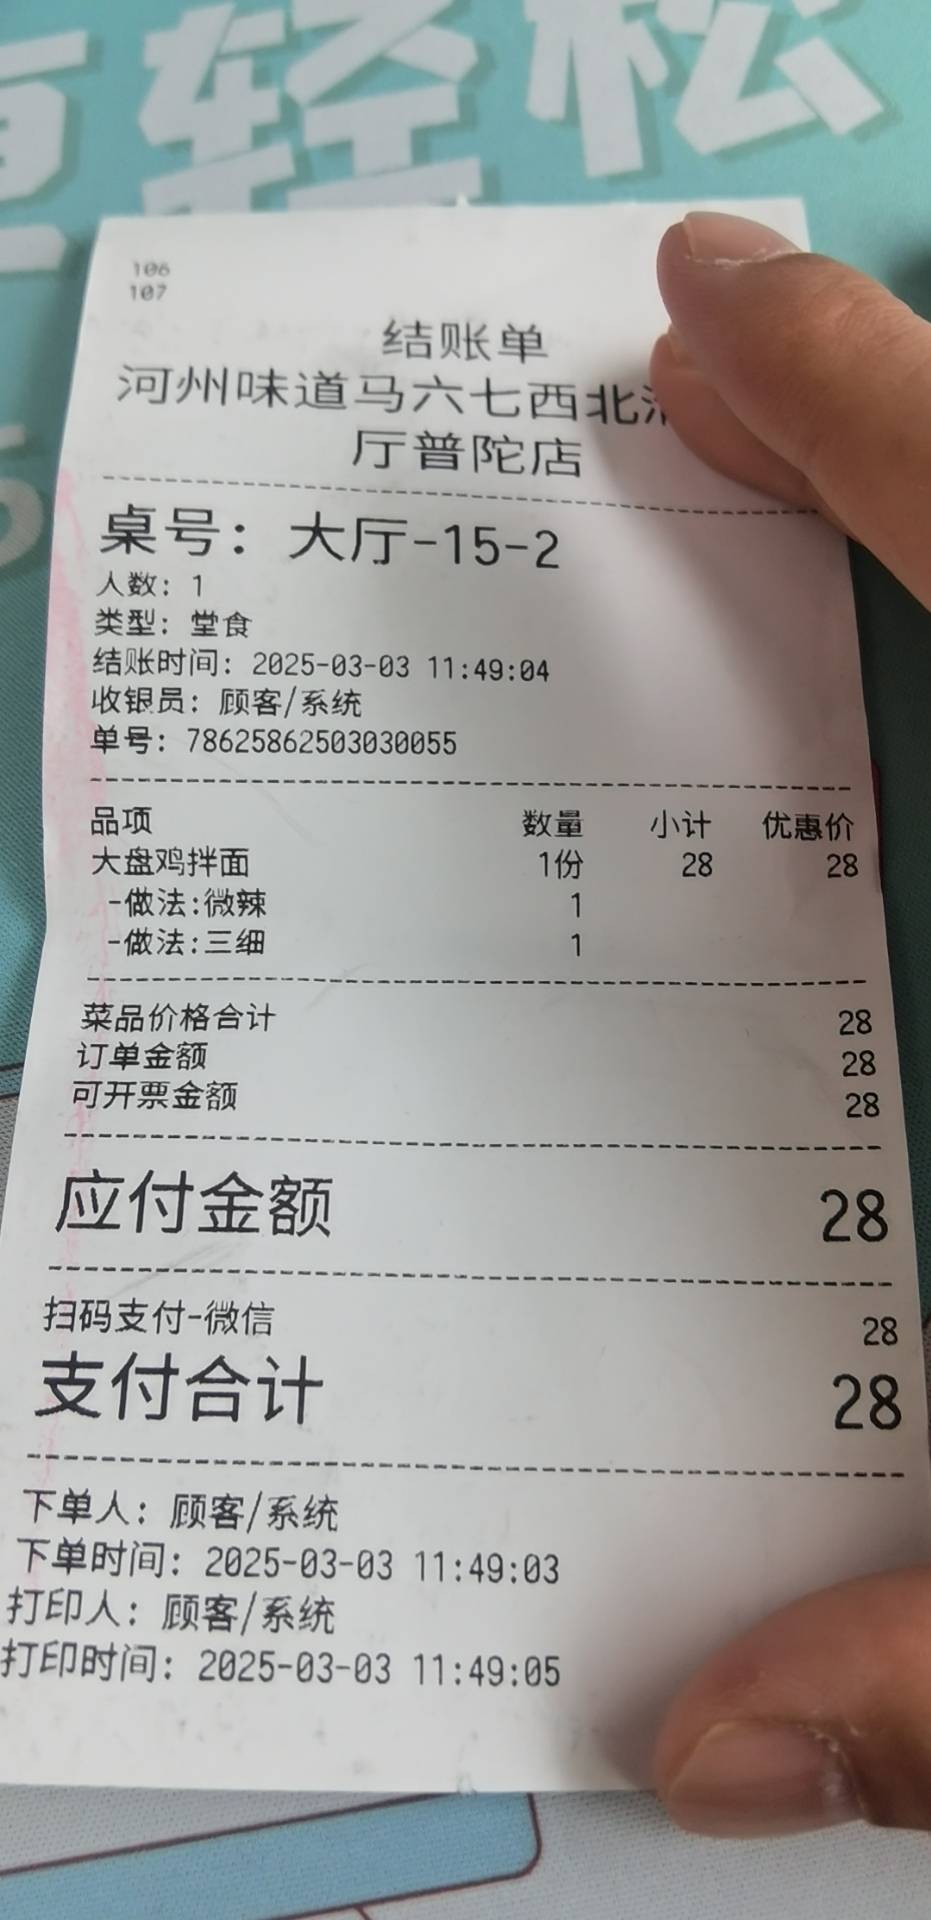 轻松
106
107
结账单
河州味道马六七西北
厅普陀店
桌号：大厅-15-2
人数：1
类型：堂食
结账时间：2025-03-03 11:49:04
收银员：顾客/系统
单号：78625862503030055
品项 数量 小计 优惠价
大盘鸡拌面 1份 28 28
-做法:微辣 1
-做法:三细 1
菜品价格合计 28
订单金额 28
可开票金额 28
应付金额 28
扫码支付-微信 28
支付合计 28
下单人：顾客/系统
下单时间：2025-03-03 11:49:03
打印人：顾客/系统
打印时间：2025-03-03 11:49:05